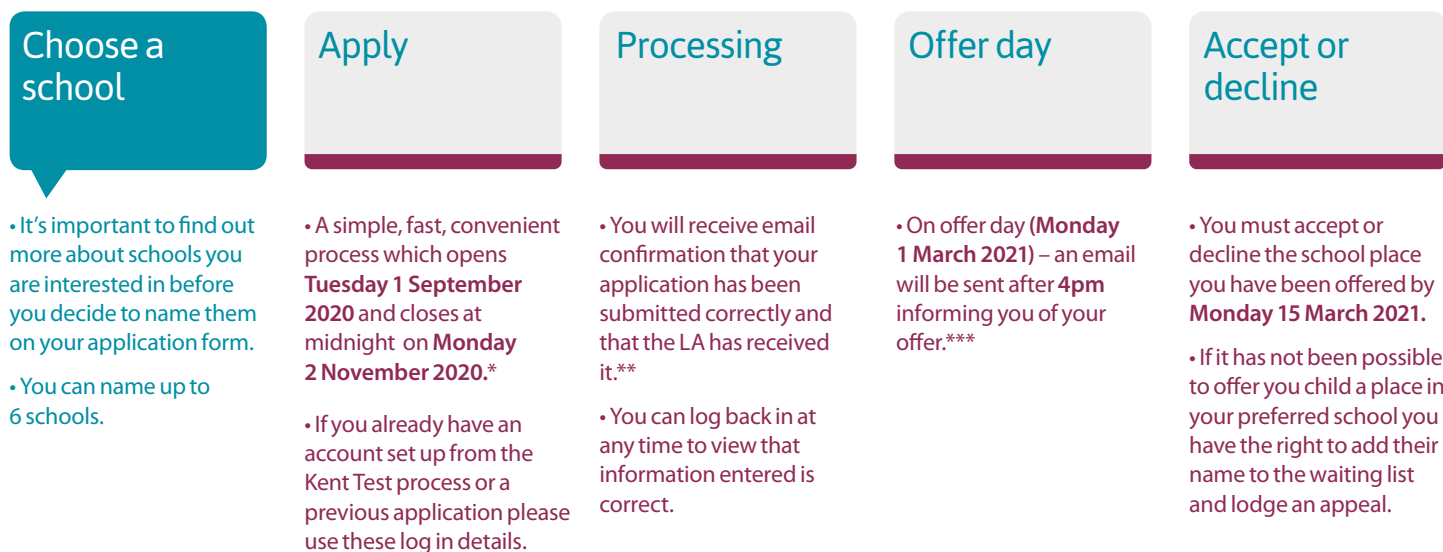 Choose a
school
• It's important to find out
more about schools you
are interested in before
you decide to name them
on your application form.
• You can name up to
6 schools.
Apply
• A simple, fast, convenient
process which opens
Tuesday 1 September
2020 and closes at
midnight on Monday
2 November 2020.*
• If you already have an
account set up from the
Kent Test process or a
previous application please
use these log in details.
Processing
• You will receive email
confirmation that your
application has been
submitted correctly and
that the LA has received
it.**
• You can log back in at
any time to view that
information entered is
correct.
Offer day
• On offer day (Monday
1 March 2021) – an email
will be sent after 4pm
informing you of your
offer.***
Accept or
decline
• You must accept or
decline the school place
you have been offered by
Monday 15 March 2021.
• If it has not been possible
to offer you child a place in
your preferred school you
have the right to add their
name to the waiting list
and lodge an appeal.